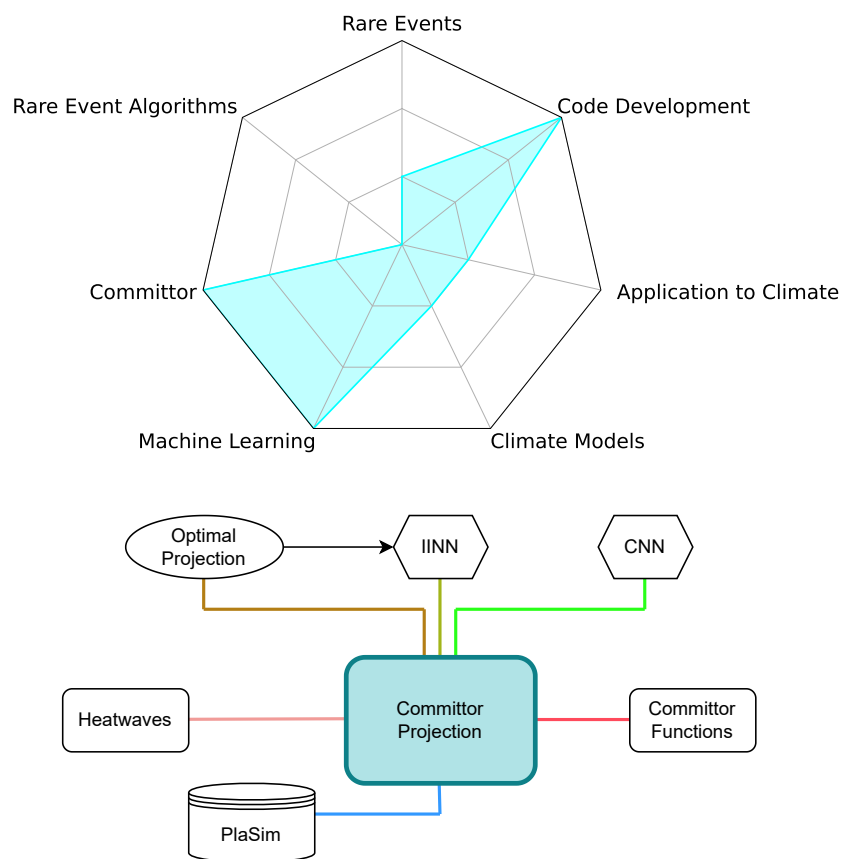 Rare Events
Rare Event Algorithms
Code Development
Committor
Application to Climate
Machine Learning
Climate Models
Optimal
Projection
IINN
CNN
Heatwaves
Committor
Projection
Committor
Functions
PlaSim